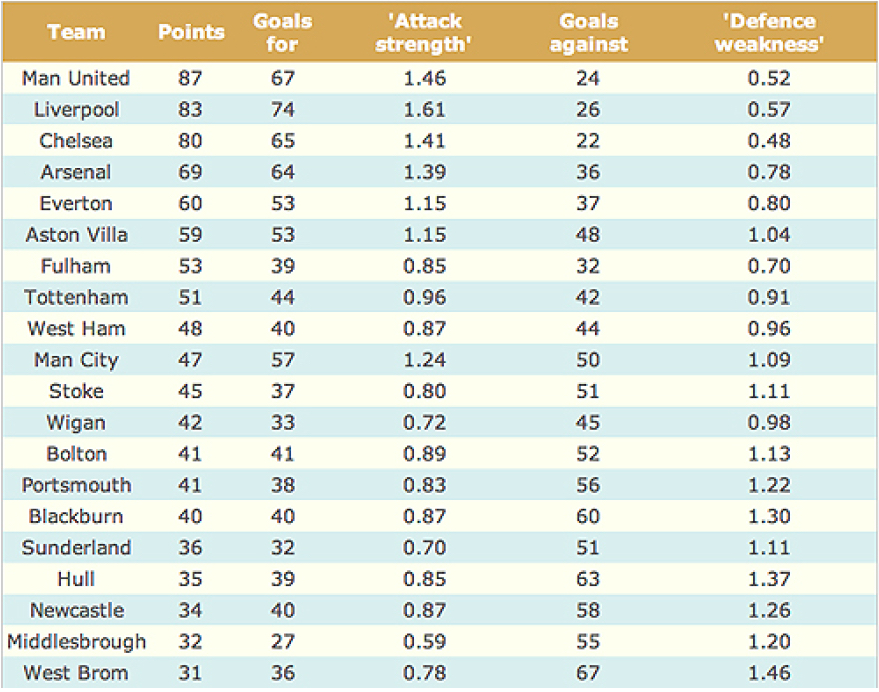 Team Points Goals for 'Attack strength' Goals against 'Defence weakness'
Man United 87 67 1.46 24 0.52
Liverpool 83 74 1.61 26 0.57
Chelsea 80 65 1.41 22 0.48
Arsenal 69 64 1.39 36 0.78
Everton 60 53 1.15 37 0.80
Aston Villa 59 53 1.15 48 1.04
Fulham 53 39 0.85 32 0.70
Tottenham 51 44 0.96 42 0.91
West Ham 48 40 0.87 44 0.96
Man City 47 57 1.24 50 1.09
Stoke 45 37 0.80 51 1.11
Wigan 42 33 0.72 45 0.98
Bolton 41 41 0.89 52 1.13
Portsmouth 41 38 0.83 56 1.22
Blackburn 40 40 0.87 60 1.30
Sunderland 36 32 0.70 51 1.11
Hull 35 39 0.85 63 1.37
Newcastle 34 40 0.87 58 1.26
Middlesbrough 32 27 0.59 55 1.20
West Brom 31 36 0.78 67 1.46